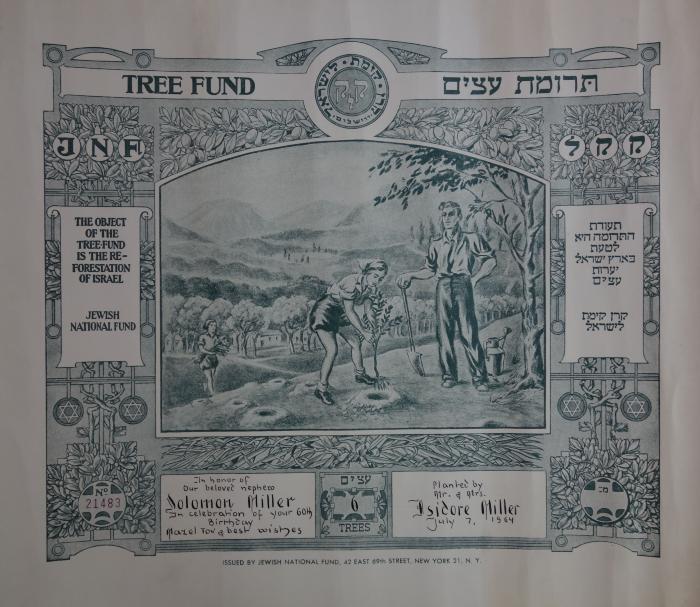 TREE FUND
קרן קימת לישראל
ירושלים
קק"ל
תרומת עצים
J N F
ק ק ל
THE OBJECT
OF THE
TREE-FUND
IS THE RE-
FORESTATION
OF ISRAEL
JEWISH
NATIONAL FUND
תעודת
התרומה היא
לטעת
בארץ ישראל
יערות
עצים
קרן קימת
לישראל
In honor of
Our beloved nephew
Solomon Miller
In celebration of your 60th
Birthday
Mazel Tov & best wishes
עצים
6
TREES
Planted by
Mr. & Mrs.
Isidore Miller
July 7, 1964
No
21483
מ:
ISSUED BY JEWISH NATIONAL FUND, 42 EAST 69th STREET, NEW YORK 21, N. Y.